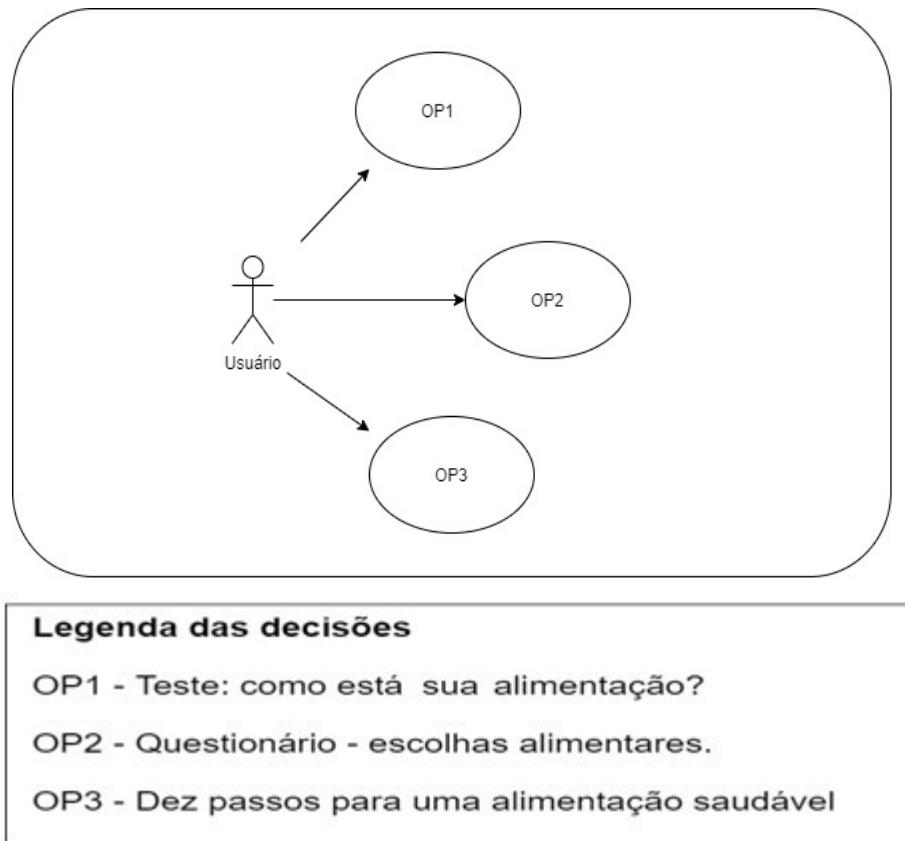 OP1
OP2
Usuário
OP3
Legenda das decisões
OP1 - Teste: como está sua alimentação?
OP2 - Questionário - escolhas alimentares.
OP3 - Dez passos para uma alimentação saudável